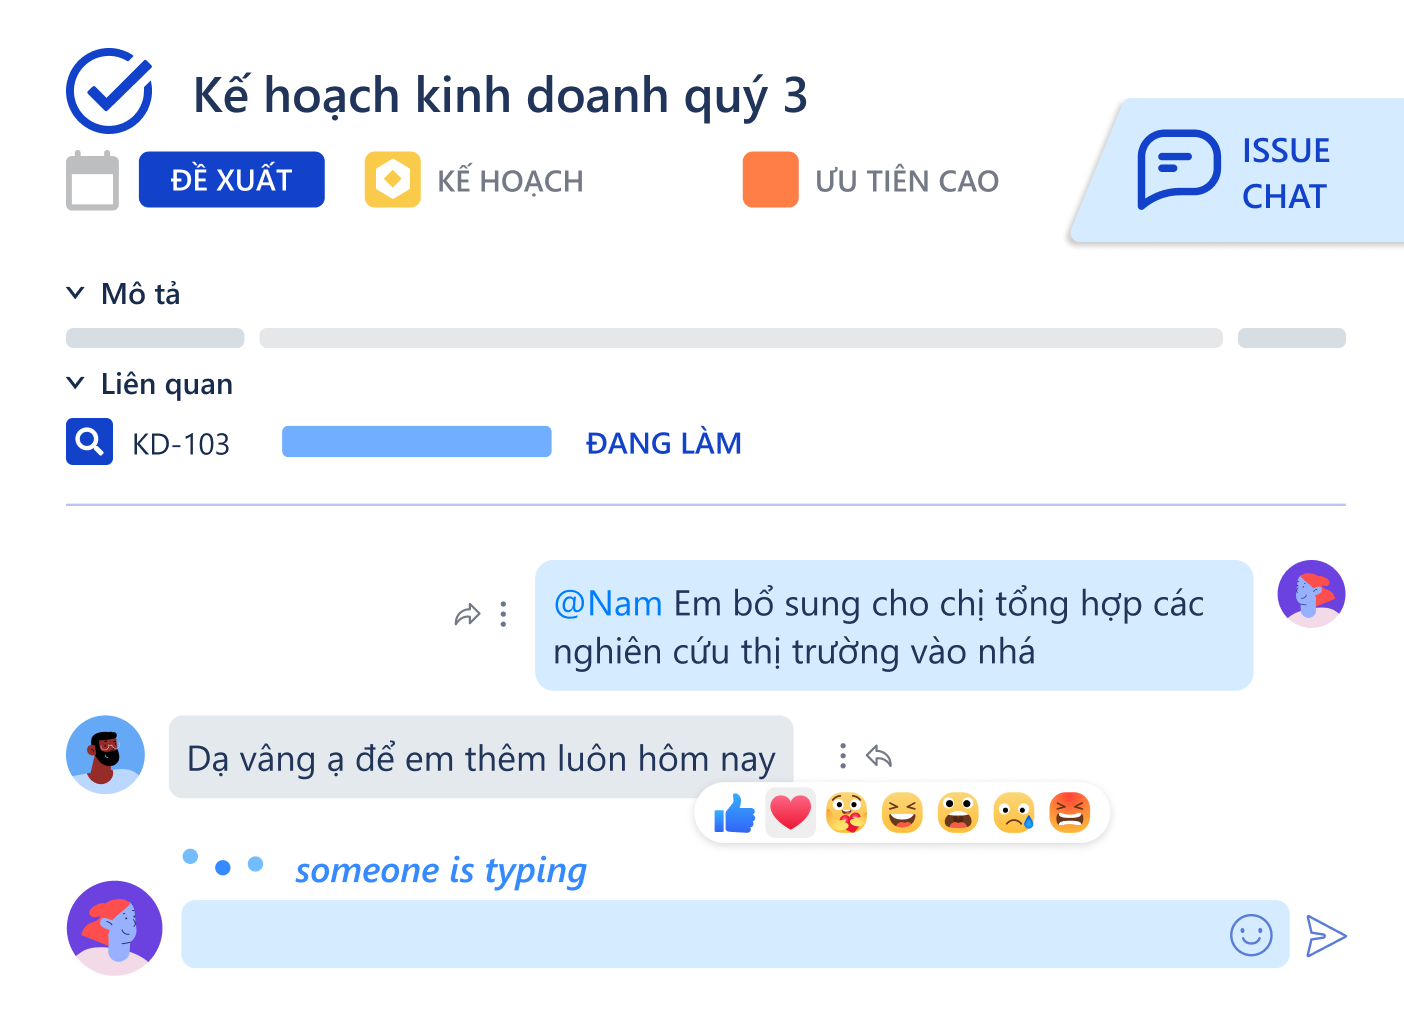 Kế hoạch kinh doanh quý 3
ĐỀ XUẤT
KẾ HOẠCH
ƯU TIÊN CAO
ISSUE
CHAT
Mô tả
Liên quan
KD-103
ĐANG LÀM
@Nam Em bổ sung cho chị tổng hợp các
nghiên cứu thị trường vào nhá
Dạ vâng ạ để em thêm luôn hôm nay
someone is typing